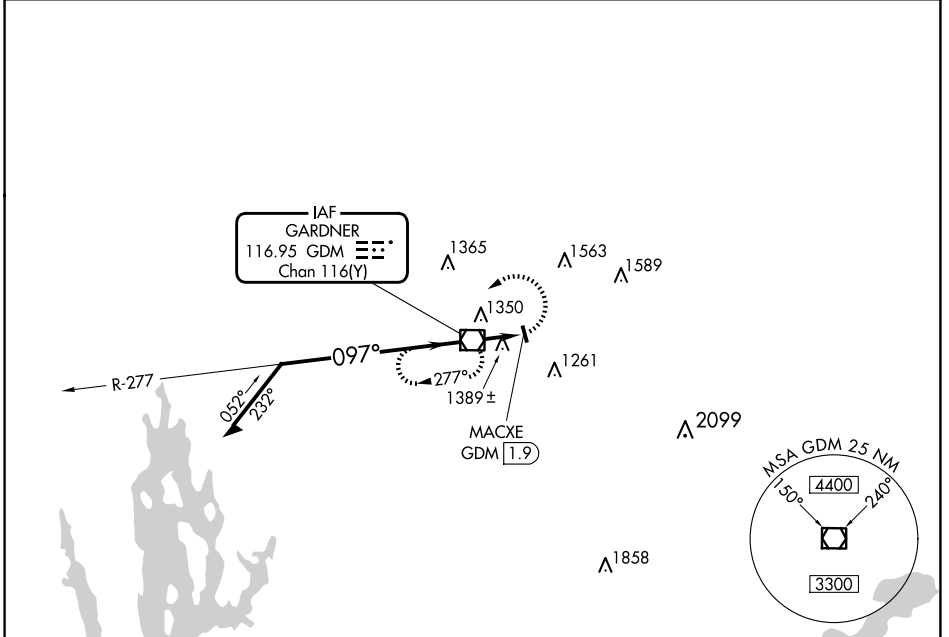 IAF
GARDNER
116.95 GDM
Chan 116(Y)
1365
1563
1589
1350
097°
R-277
277°
1389 ±
1261
052°
232°
MACXE
GDM 1.9
2099
MSA GDM 25 NM
4400
150°
240°
3300
1858